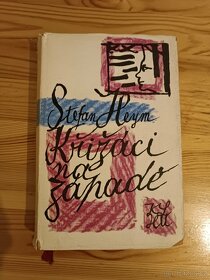 Stefan Heym
Křižáci
na
západě